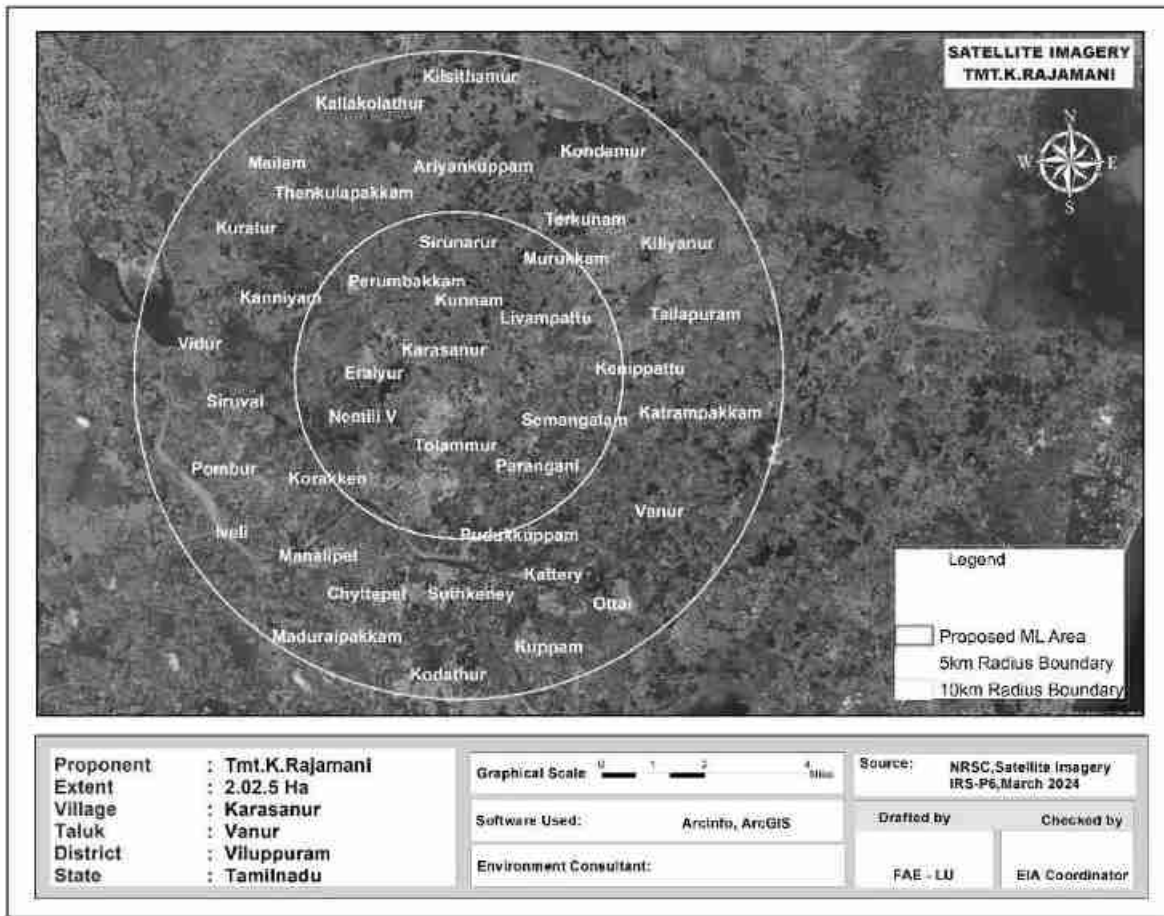 SATELLITE IMAGERY
TMT.K.RAJAMANI
N
W E
S
Kilsithamur
Kallakolathur
Kondamur
Mailam
Ariyankuppam
Thenkulapakkam
Terkunam
Kuralur
Sirunarur
Kiliyanur
Murukkam
Perumbakkam
Kanniyam
Kunnam
Livampattu
Tailapuram
Vidur
Karasanur
Eraiyur
Kenippattu
Siruvai
Nemili V
Semangalam
Katrampakkam
Tolammur
Pombur
Korakken
Parangani
Vanur
Iveli
Pudukkuppam
Manalipet
Kattery
Chyttepet
Suthkeney
Ottai
Maduraipakkam
Kuppam
Kodathur
Legend
Proposed ML Area
5km Radius Boundary
10km Radius Boundary
Proponent : Tmt.K.Rajamani
Extent : 2.02.5 Ha
Village : Karasanur
Taluk : Vanur
District : Viluppuram
State : Tamilnadu
Graphical Scale 0 1 2 4 Miles
Software Used: Arcinfo, ArcGIS
Environment Consultant:
Source: NRSC,Satellite Imagery
IRS-P6,March 2024
Drafted by Checked by
FAE - LU EIA Coordinator